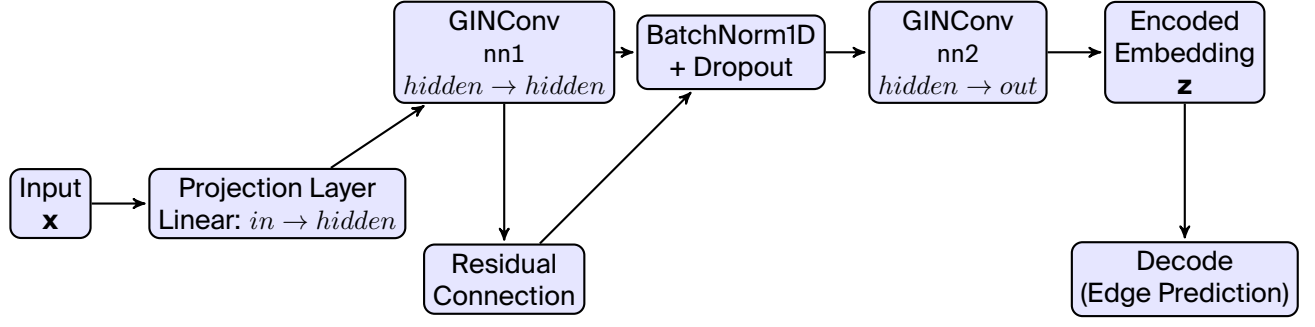 Input
x
Projection Layer
Linear: in → hidden
GINConv
nn1
hidden → hidden
Residual
Connection
BatchNorm1D
+ Dropout
GINConv
nn2
hidden → out
Encoded
Embedding
z
Decode
(Edge Prediction)